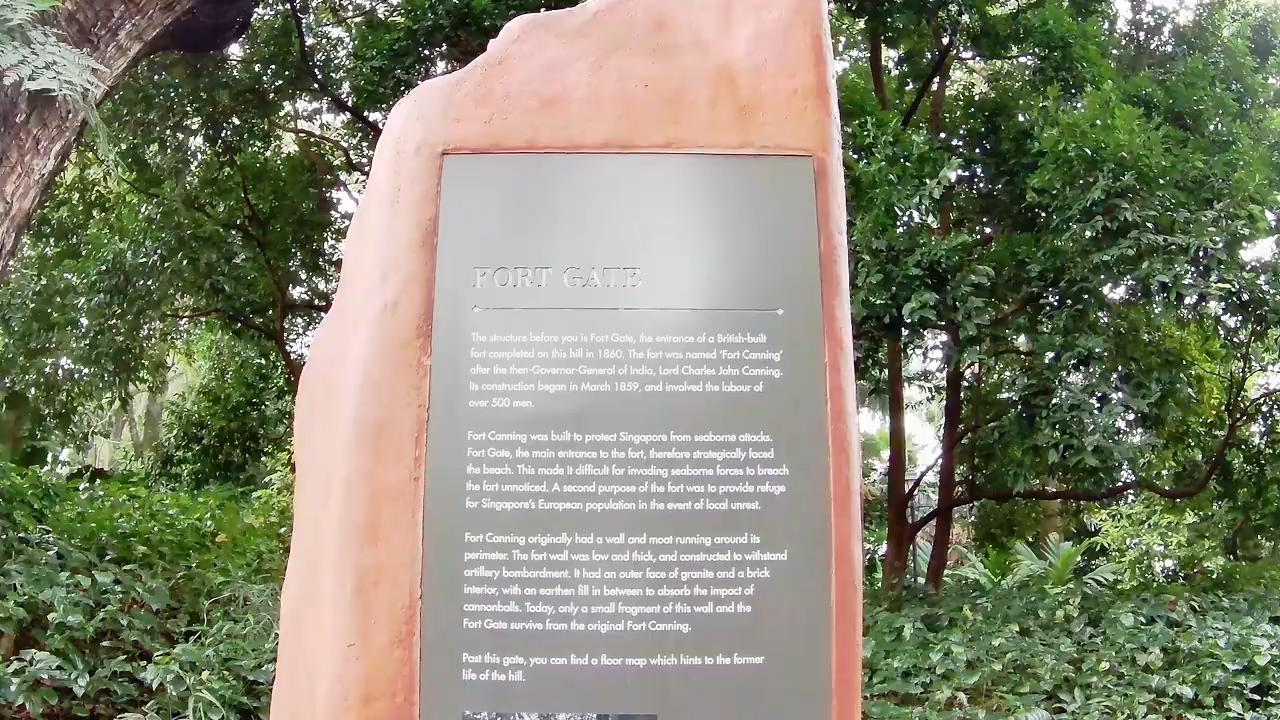 FORT GATE
The structure before you is Fort Gate, the entrance of a British-built
fort completed on this hill in 1860. The fort was named 'Fort Canning'
after the then-Governor-General of India, Lord Charles John Canning.
Its construction began in March 1859, and involved the labour of
over 500 men.
Fort Canning was built to protect Singapore from seaborne attacks.
Fort Gate, the main entrance to the fort, therefore strategically faced
the beach. This made it difficult for invading seaborne forces to breach
the fort unnoticed. A second purpose of the fort was to provide refuge
for Singapore's European population in the event of local unrest.
Fort Canning originally had a wall and moat running around its
perimeter. The fort wall was low and thick, and constructed to withstand
artillery bombardment. It had an outer face of granite and a brick
interior, with an earthen fill in between to absorb the impact of
cannonballs. Today, only a small fragment of this wall and the
Fort Gate survive from the original Fort Canning.
Past this gate, you can find a floor map which hints to the former
life of the hill.